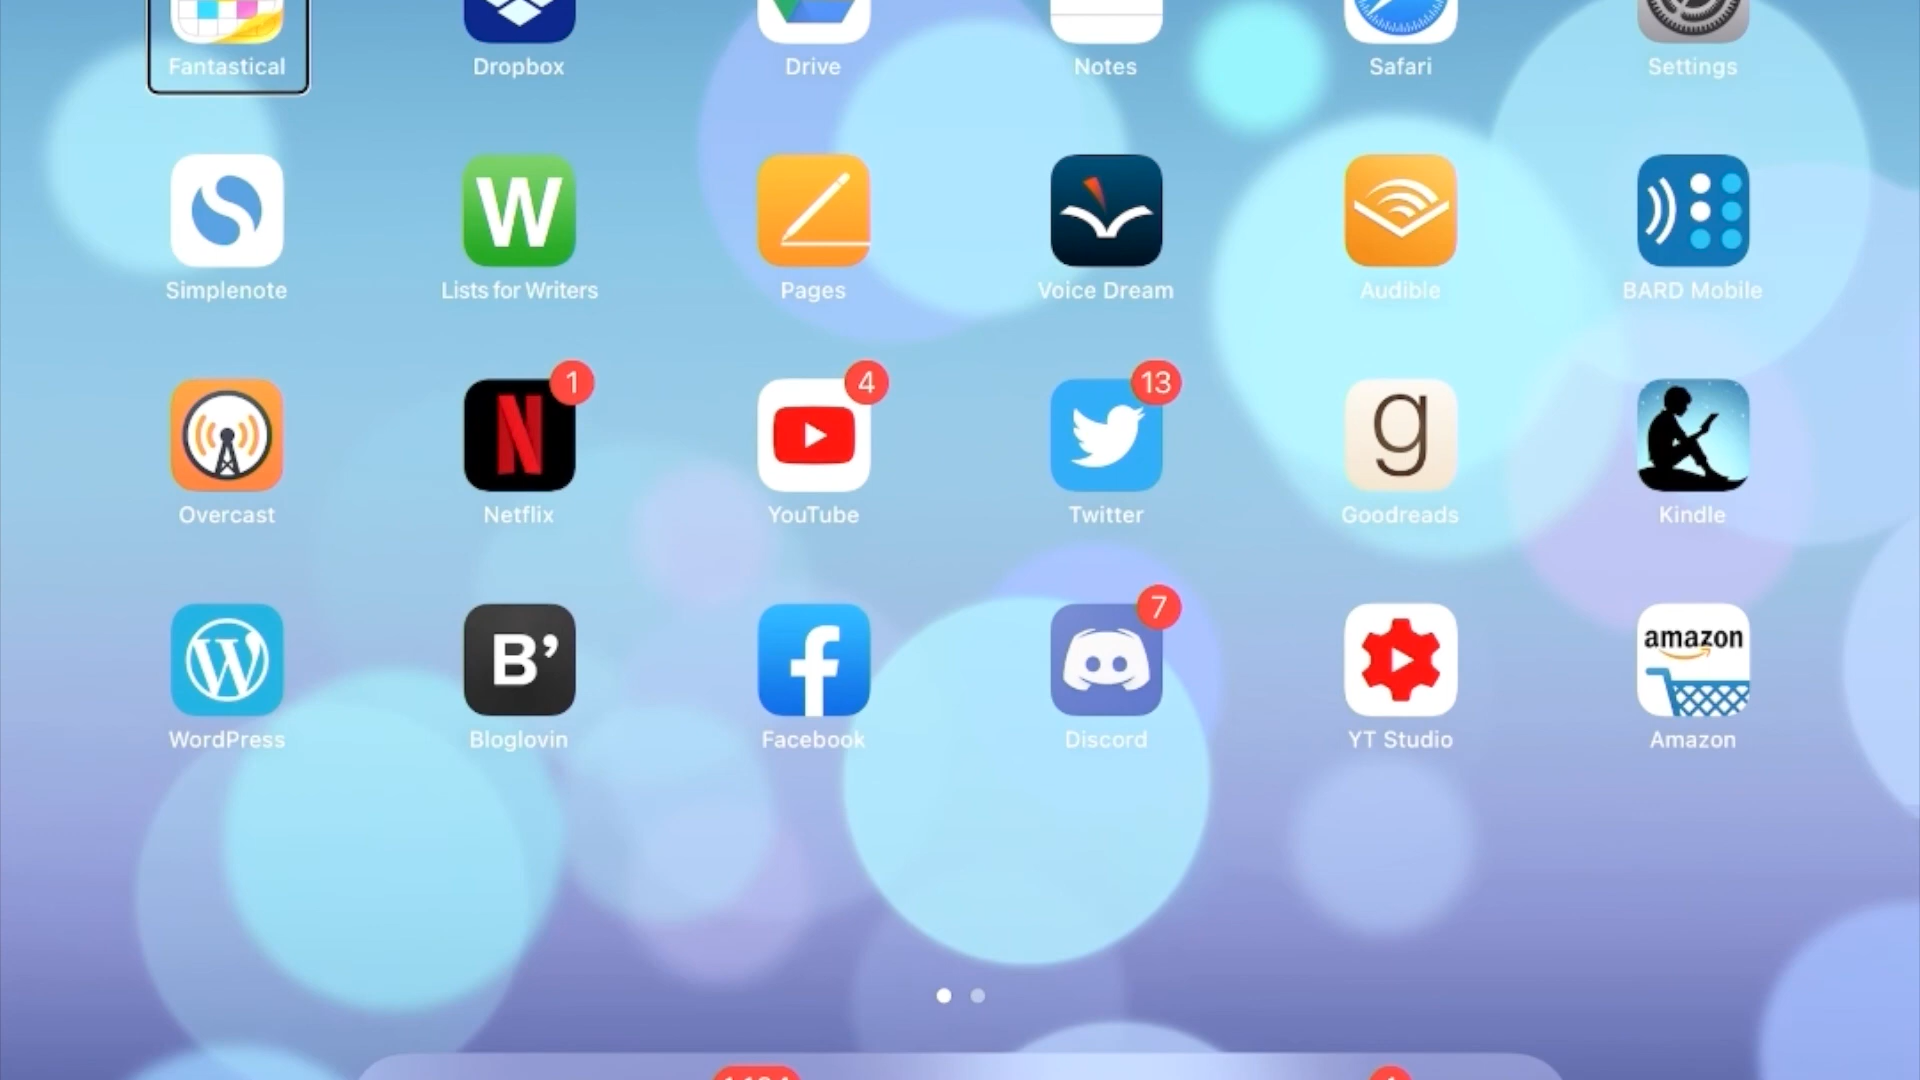 Fantastical Dropbox Drive Notes Safari Settings
W
Simplenote Lists for Writers Pages Voice Dream Audible BARD Mobile
1 4 13
N g
Overcast Netflix YouTube Twitter Goodreads Kindle
7
W B’ f amazon
WordPress Bloglovin Facebook Discord YT Studio Amazon